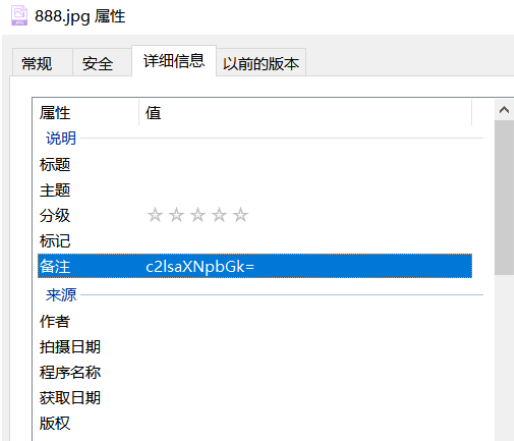 888.jpg 属性
常规 安全 详细信息 以前的版本
属性 值
说明
标题
主题
分级
标记
备注 c2lsaXNpbGk=
来源
作者
拍摄日期
程序名称
获取日期
版权